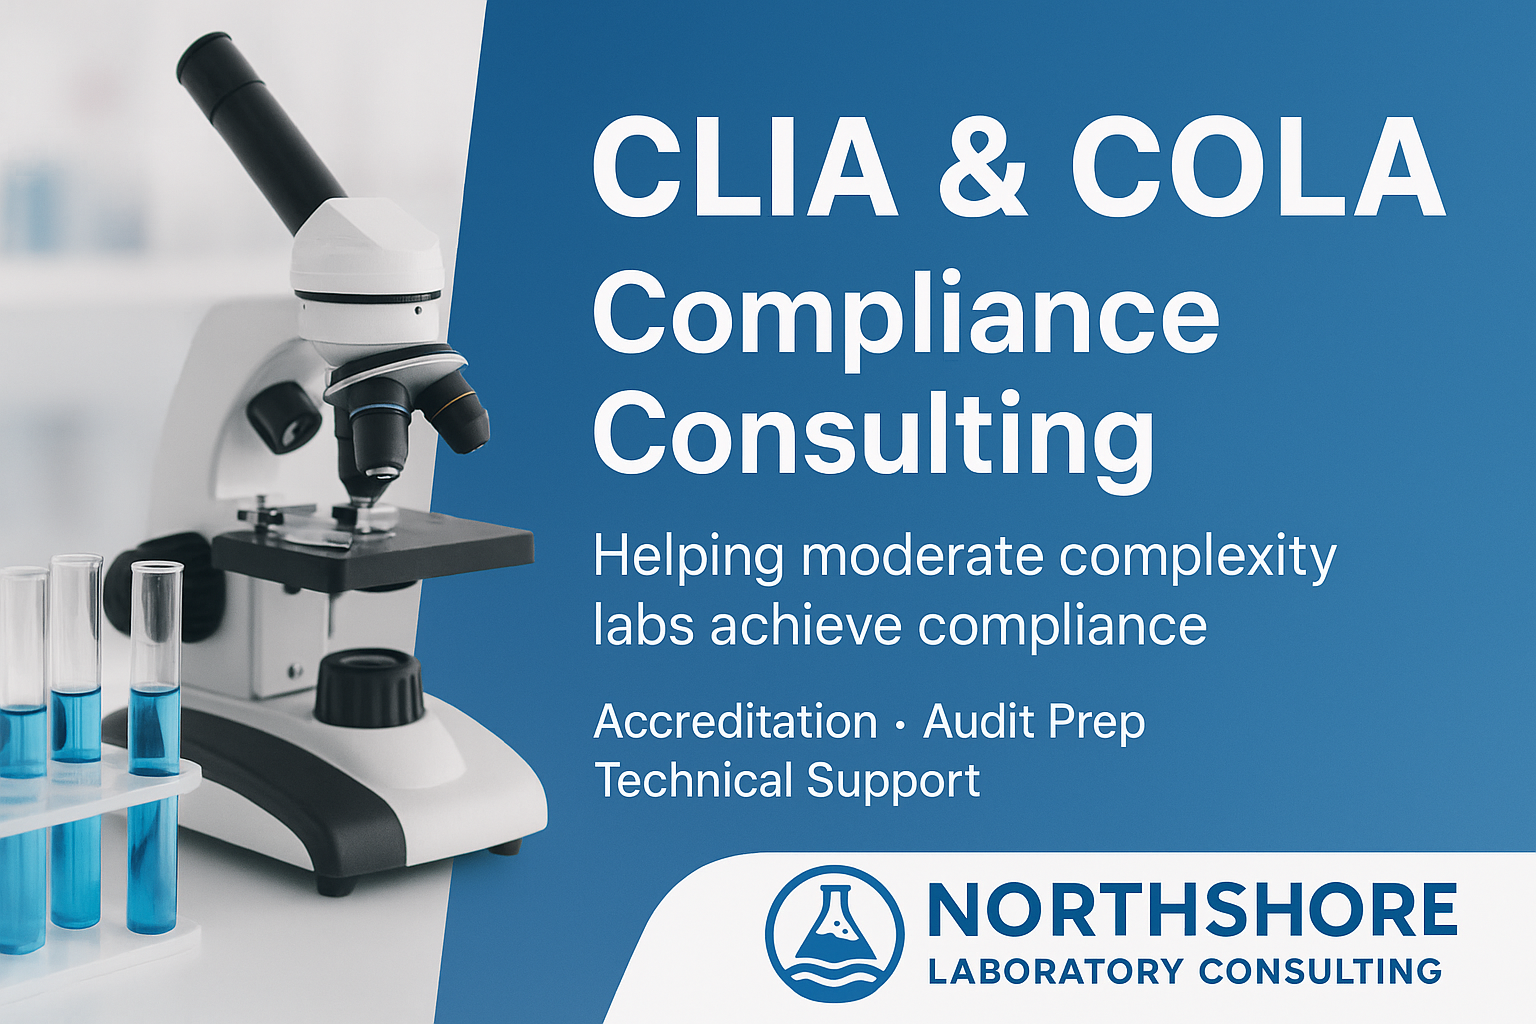 CLIA & COLA
Compliance
Consulting
Helping moderate complexity
labs achieve compliance
Accreditation · Audit Prep
Technical Support
NORTHSHORE
LABORATORY CONSULTING